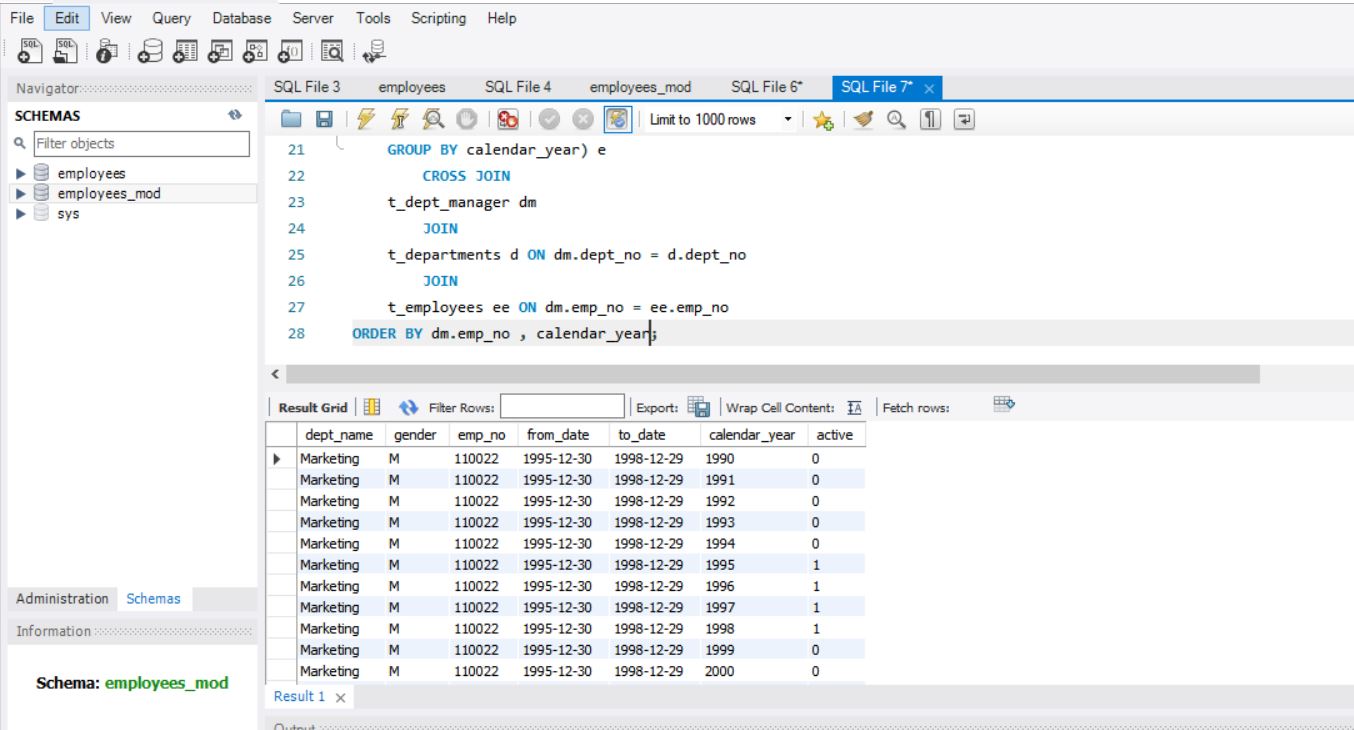 File Edit View Query Database Server Tools Scripting Help
SQL SQL
Navigator
SCHEMAS
Filter objects
employees
employees_mod
sys
Administration Schemas
Information
Schema: employees_mod
SQL File 3 employees SQL File 4 employees_mod SQL File 6* SQL File 7*
Limit to 1000 rows
21 GROUP BY calendar_year) e
22 CROSS JOIN
23 t_dept_manager dm
24 JOIN
25 t_departments d ON dm.dept_no = d.dept_no
26 JOIN
27 t_employees ee ON dm.emp_no = ee.emp_no
28 ORDER BY dm.emp_no , calendar_year;
Result Grid Filter Rows: Export: Wrap Cell Content: Fetch rows:
dept_name gender emp_no from_date to_date calendar_year active
Marketing M 110022 1995-12-30 1998-12-29 1990 0
Marketing M 110022 1995-12-30 1998-12-29 1991 0
Marketing M 110022 1995-12-30 1998-12-29 1992 0
Marketing M 110022 1995-12-30 1998-12-29 1993 0
Marketing M 110022 1995-12-30 1998-12-29 1994 0
Marketing M 110022 1995-12-30 1998-12-29 1995 1
Marketing M 110022 1995-12-30 1998-12-29 1996 1
Marketing M 110022 1995-12-30 1998-12-29 1997 1
Marketing M 110022 1995-12-30 1998-12-29 1998 1
Marketing M 110022 1995-12-30 1998-12-29 1999 0
Marketing M 110022 1995-12-30 1998-12-29 2000 0
Result 1
Output